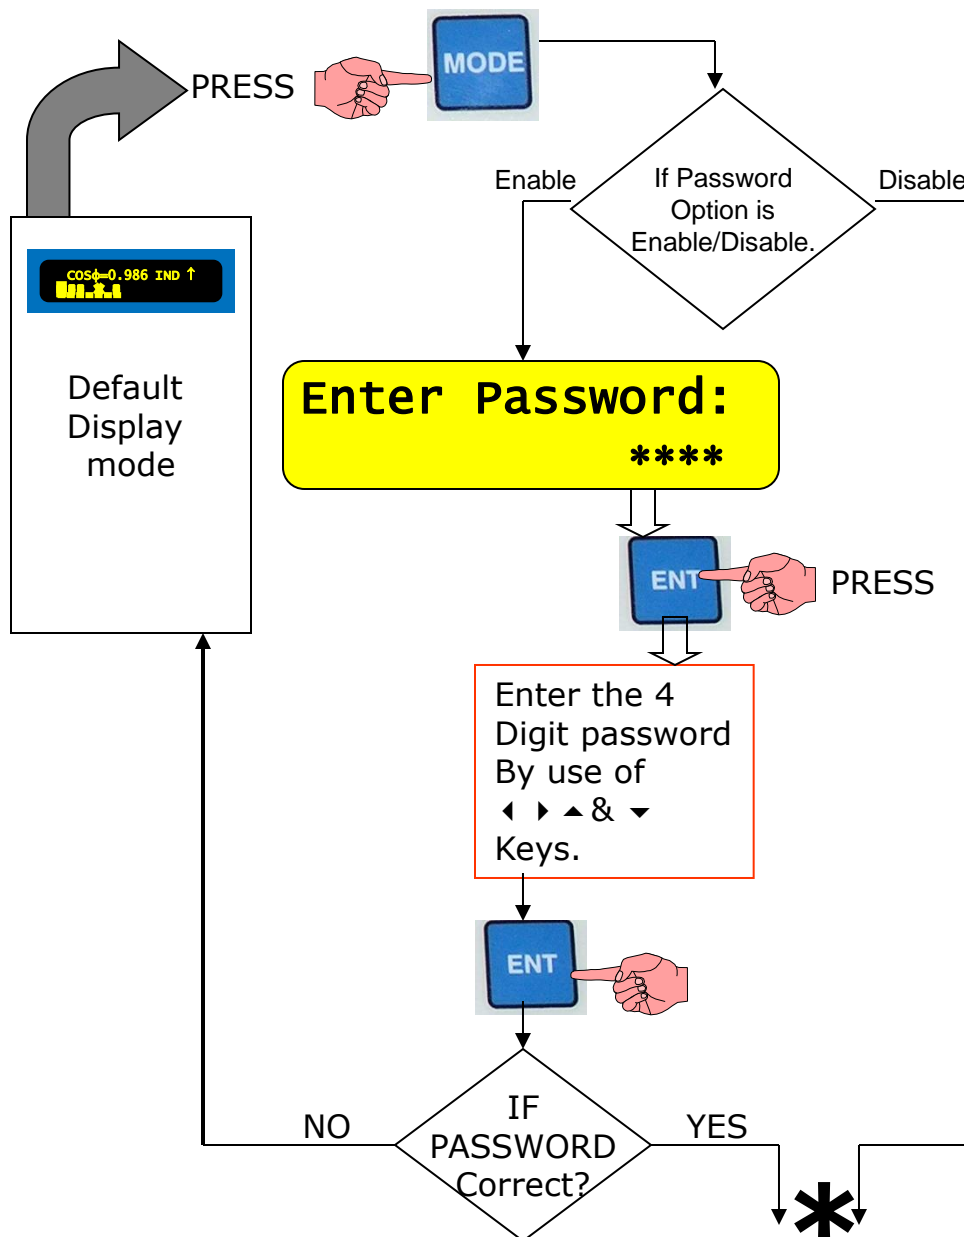 PRESS
MODE
Enable
If Password
Option is
Enable/Disable.
Disable
COSϕ=0.986 IND ↑
Default
Display
mode
Enter Password:
****
ENT
PRESS
Enter the 4
Digit password
By use of
◀ ▶ ▲ & ▼
Keys.
ENT
NO
IF
PASSWORD
Correct?
YES
*